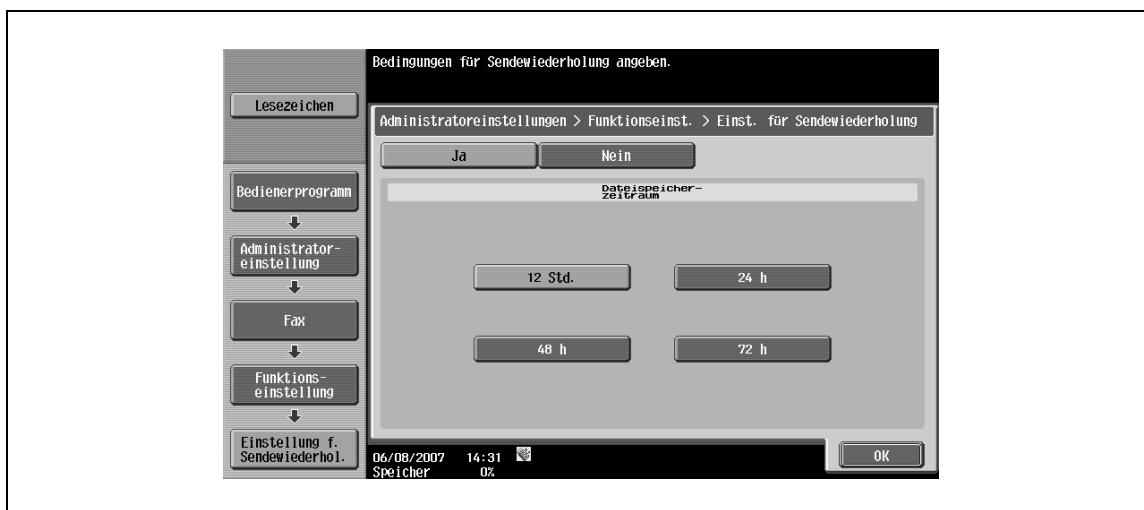 Bedingungen für Sendewiederholung angeben.
Lesezeichen
Administratoreinstellungen > Funktionseinst. > Einst. für Sendewiederholung
Ja
Nein
Dateispeicher-
zeitraum
Bedienerprogramm
Administrator-
einstellung
12 Std.
24 h
Fax
48 h
72 h
Funktions-
einstellung
Einstellung f.
Sendewiederhol.
06/08/2007 14:31
Speicher 0%
OK